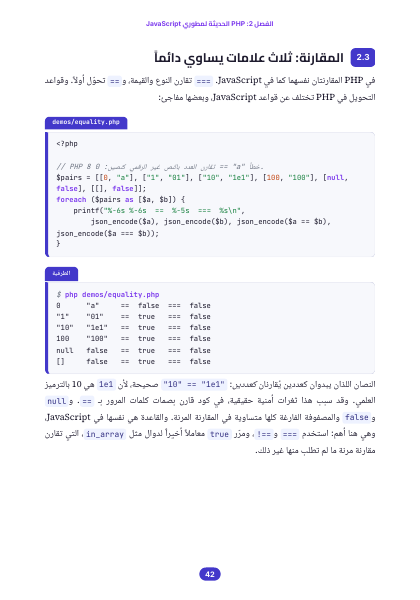 الفصل 2: PHP الحديثة لمطوري JavaScript
2.3 المقارنة: ثلاث علامات يساوي دائماً
في PHP المقارنتان نفسهما كما في JavaScript. === تقارن النوع والقيمة، و == تحوّل أولاً. وقواعد
التحويل في PHP تختلف عن قواعد JavaScript، وبعضها مفاجئ:
demos/equality.php
<?php
// PHP 8 تقارن العدد بالنص غير الرقمي كنصين: 0 == "a" خطأ.
$pairs = [[0, "a"], ["1", "01"], ["10", "1e1"], [100, "100"], [null,
false], [[], false]];
foreach ($pairs as [$a, $b]) {
    printf("%-6s %-6s  ==  %-5s  ===  %s\n",
        json_encode($a), json_encode($b), json_encode($a == $b),
json_encode($a === $b));
}
الطرفية
$ php demos/equality.php
0      "a"     ==  false  ===  false
"1"    "01"    ==  true   ===  false
"10"   "1e1"   ==  true   ===  false
100    "100"   ==  true   ===  false
null   false   ==  true   ===  false
[]     false   ==  true   ===  false
النصان اللذان يبدوان كعددين يُقارنان كعددين: "10" == "1e1" صحيحة، لأن 1e1 هي 10 بالترميز
العلمي. وقد سبب هذا ثغرات أمنية حقيقية، في كود قارن بصمات كلمات المرور بـ == . و null
و false والمصفوفة الفارغة كلها متساوية في المقارنة المرنة. والقاعدة هي نفسها في JavaScript،
وهي هنا أهم: استخدم === و !== ، ومرّر true معاملاً أخيراً لدوال مثل in_array ، التي تقارن
مقارنة مرنة ما لم تطلب منها غير ذلك.
42